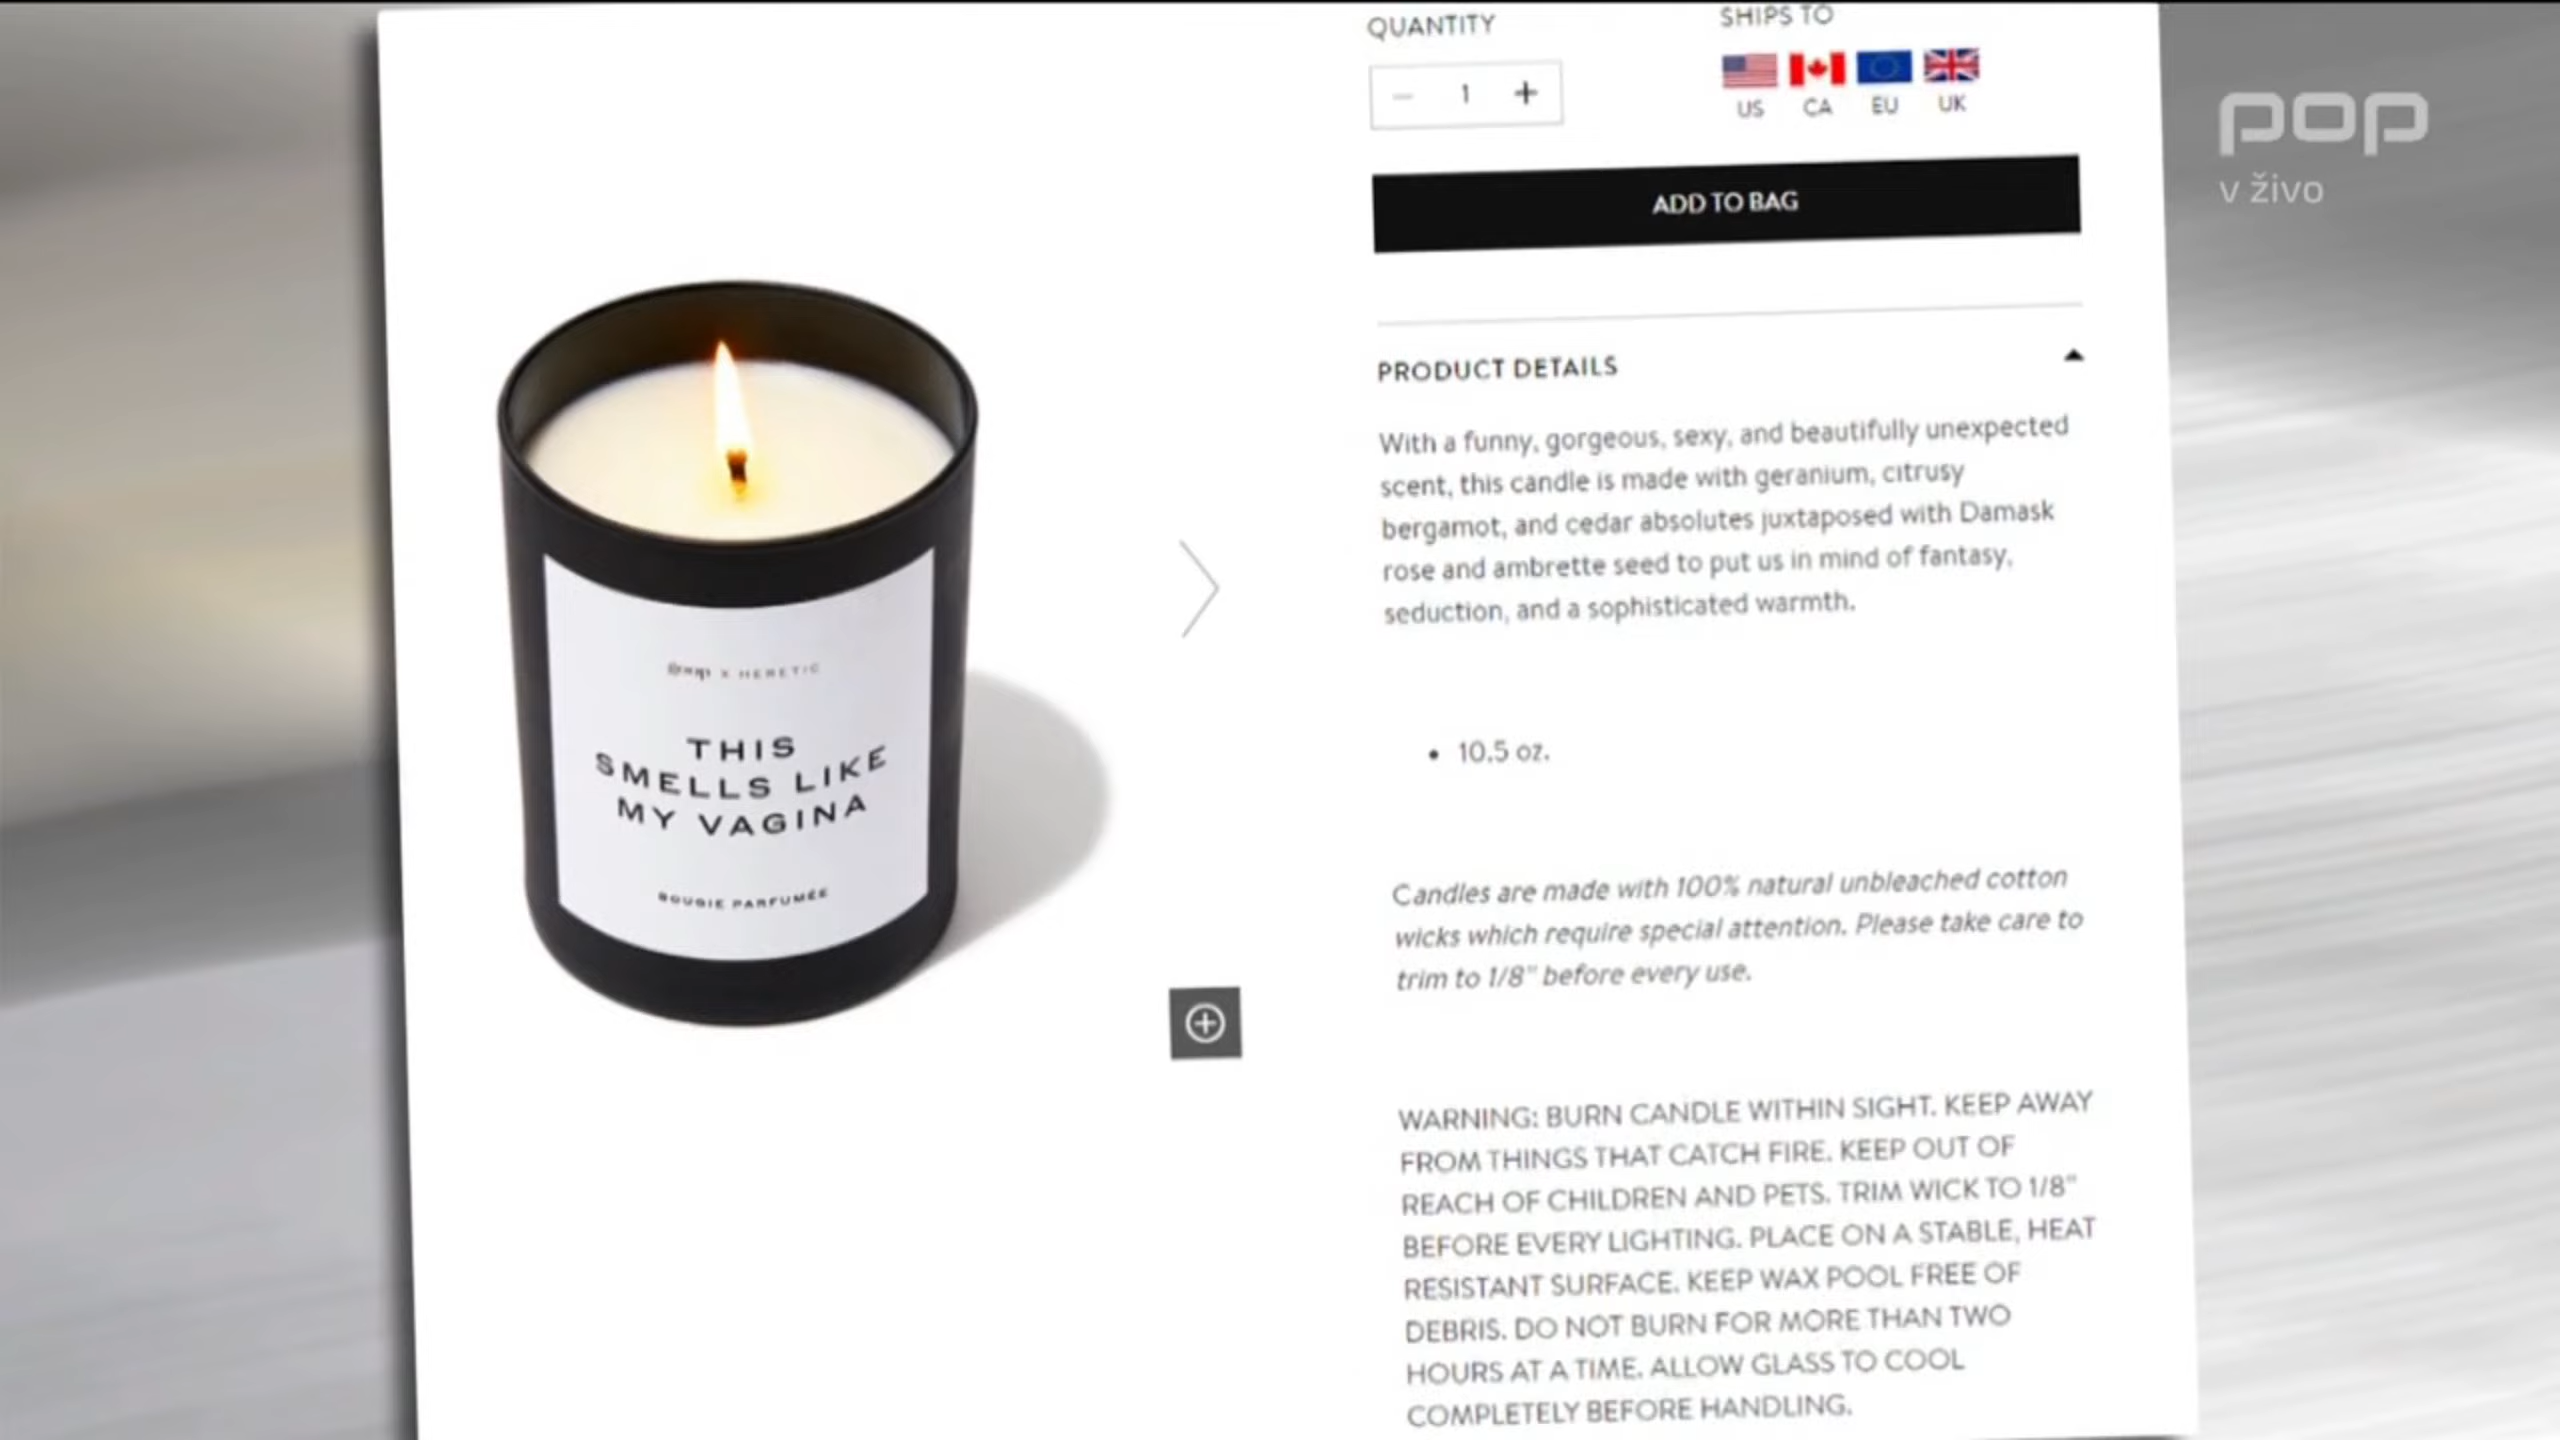 QUANTITY
SHIPS TO
1
US CA EU UK
ADD TO BAG
pop
v živo
PRODUCT DETAILS
With a funny, gorgeous, sexy, and beautifully unexpected
scent, this candle is made with geranium, citrusy
bergamot, and cedar absolutes juxtaposed with Damask
rose and ambrette seed to put us in mind of fantasy,
seduction, and a sophisticated warmth.
• 10.5 oz.
Candles are made with 100% natural unbleached cotton
wicks which require special attention. Please take care to
trim to 1/8" before every use.
WARNING: BURN CANDLE WITHIN SIGHT. KEEP AWAY
FROM THINGS THAT CATCH FIRE. KEEP OUT OF
REACH OF CHILDREN AND PETS. TRIM WICK TO 1/8"
BEFORE EVERY LIGHTING. PLACE ON A STABLE, HEAT
RESISTANT SURFACE. KEEP WAX POOL FREE OF
DEBRIS. DO NOT BURN FOR MORE THAN TWO
HOURS AT A TIME. ALLOW GLASS TO COOL
COMPLETELY BEFORE HANDLING.
goop x HERETIC
THIS
SMELLS LIKE
MY VAGINA
BOUGIE PARFUMÉE